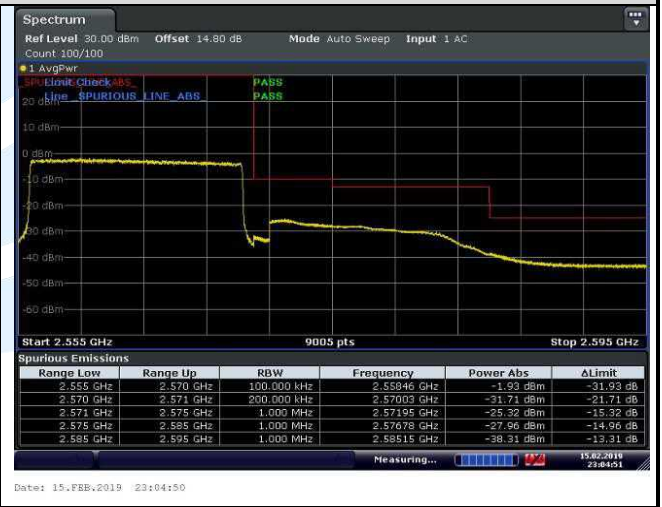 Spectrum
Ref Level 30.00 dBm Offset 14.80 dB Mode Auto Sweep Input 1 AC
Count 100/100
1 AvgPwr
Limit Check PASS
Line _SPURIOUS_LINE_ABS_ PASS
20 dBm
10 dBm
0 dBm
-10 dBm
-20 dBm
-30 dBm
-40 dBm
-50 dBm
-60 dBm
Start 2.555 GHz 9005 pts Stop 2.595 GHz
Spurious Emissions
Range Low Range Up RBW Frequency Power Abs ΔLimit
2.555 GHz 2.570 GHz 100.000 kHz 2.55846 GHz -1.93 dBm -31.93 dB
2.570 GHz 2.571 GHz 200.000 kHz 2.57003 GHz -31.71 dBm -21.71 dB
2.571 GHz 2.575 GHz 1.000 MHz 2.57195 GHz -25.32 dBm -15.32 dB
2.575 GHz 2.585 GHz 1.000 MHz 2.57678 GHz -27.96 dBm -14.96 dB
2.585 GHz 2.595 GHz 1.000 MHz 2.58515 GHz -38.31 dBm -13.31 dB
Measuring... 15.02.2019
23:04:51
Date: 15.FEB.2019 23:04:50